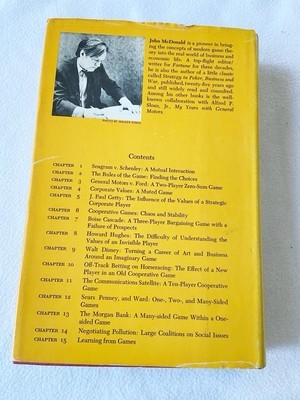 John McDonald is a pioneer in bring-
ing the concepts of modern game the-
ory into the real world of business and
economic life. A top-flight editor/
writer for Fortune for three decades,
he is also the author of a little classic
called Strategy in Poker, Business and
War, published twenty-five years ago
and still widely read and consulted.
Among his other books is the well-
known collaboration with Alfred P.
Sloan, Jr., My Years with General
Motors
PHOTO BY
Contents
CHAPTER 1 Seagram v. Schenley: A Mutual Interaction
CHAPTER 2 The Rules of the Game: Finding the Choices
CHAPTER 3 General Motors v. Ford: A Two-Player Zero-Sum Game
CHAPTER 4 Corporate Values: A Muted Game
CHAPTER 5 J. Paul Getty: The Influence of the Values of a Strategic
Corporate Player
CHAPTER 6 Cooperative Games: Chaos and Stability
CHAPTER 7 Boise Cascade: A Three-Player Bargaining Game with a
Failure of Prospects
CHAPTER 8 Howard Hughes: The Difficulty of Understanding the
Values of an Invisible Player
CHAPTER 9 Walt Disney: Turning a Career of Art and Business
Around an Imaginary Game
CHAPTER 10 Off-Track Betting on Horseracing: The Effect of a New
Player in an Old Cooperative Game
CHAPTER 11 The Communications Satellite: A Ten-Player Cooperative
Game
CHAPTER 12 Sears Penney, and Ward: One-, Two-, and Many-Sided
Games
CHAPTER 13 The Morgan Bank: A Many-sided Game Within a One-
sided Game
CHAPTER 14 Negotiating Pollution: Large Coalitions on Social Issues
CHAPTER 15 Learning from Games